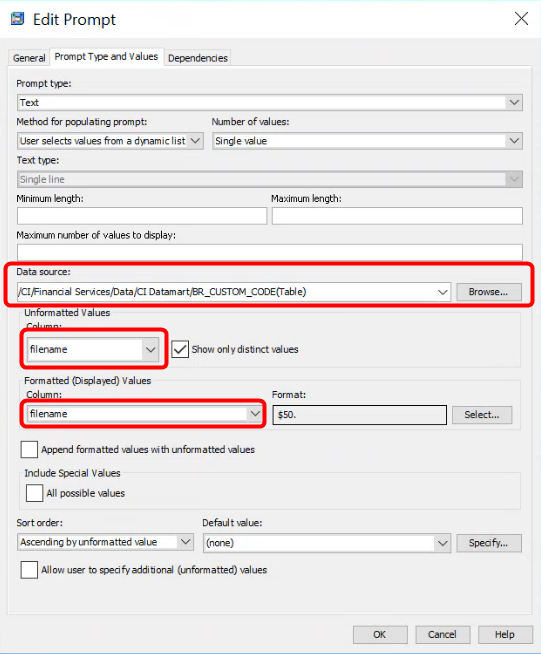 Edit Prompt
General Prompt Type and Values Dependencies
Prompt type:
Text
Method for populating prompt: Number of values:
User selects values from a dynamic list Single value
Text type:
Single line
Minimum length: Maximum length:
Maximum number of values to display:
Data source:
/CI/Financial Services/Data/CI Datamart/BR_CUSTOM_CODE(Table) Browse...
Unformatted Values
Column:
filename Show only distinct values
Formatted (Displayed) Values
Column: Format:
filename $50. Select...
Append formatted values with unformatted values
Include Special Values
All possible values
Sort order: Default value:
Ascending by unformatted value (none) Specify...
Allow user to specify additional (unformatted) values
OK Cancel Help